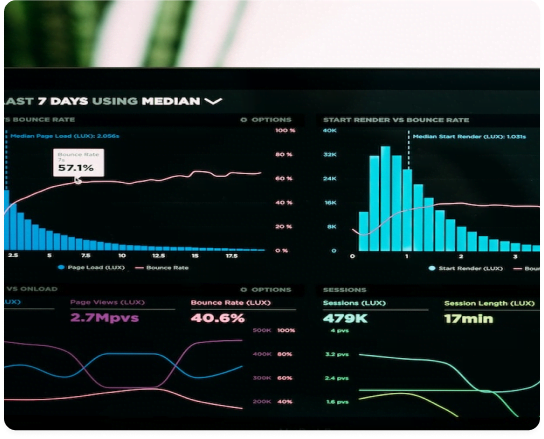 LAST 7 DAYS USING MEDIAN
VS BOUNCE RATE
OPTIONS
Median Page Load (LUX): 2.056s
Bounce Rate
7s
57.1%
100 %
80 %
60 %
40 %
20 %
0 %
2.5 5 7.5 10 12.5 15 17.5
Page Load (LUX) Bounce Rate
START RENDER VS BOUNCE RATE
Median Start Render (LUX): 1.031s
40K
32K
24K
16K
8K
0
0 1 2 3
Start Render (LUX) Bou
VS ONLOAD
OPTIONS
LUX)
Page Views (LUX)
2.7Mpvs
Bounce Rate (LUX)
40.6%
500K 100%
400K 80%
300K 60%
200K 40%
SESSIONS
Sessions (LUX)
479K
Session Length (LUX)
17min
4 pvs
3.2 pvs
2.4 pvs
1.6 pvs